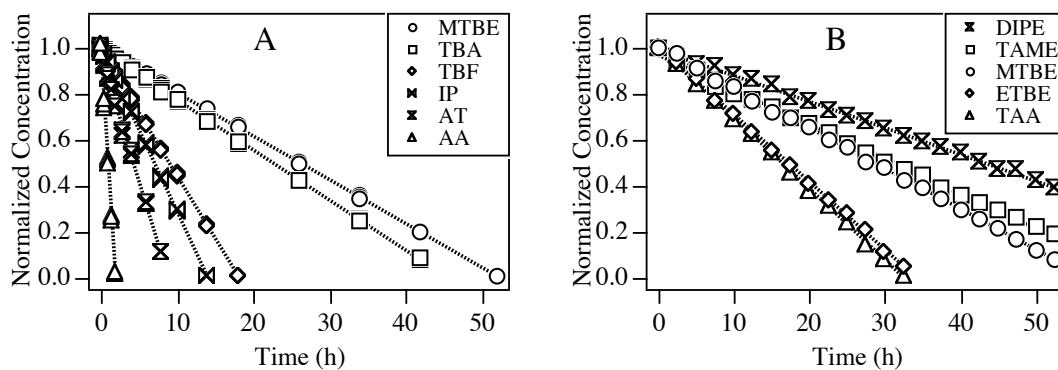 A
MTBE
TBA
TBF
IP
AT
AA
Normalized Concentration
1.0
0.8
0.6
0.4
0.2
0.0
0 10 20 30 40 50
Time (h)
B
DIPE
TAME
MTBE
ETBE
TAA
Normalized Concentration
1.0
0.8
0.6
0.4
0.2
0.0
0 10 20 30 40 50
Time (h)